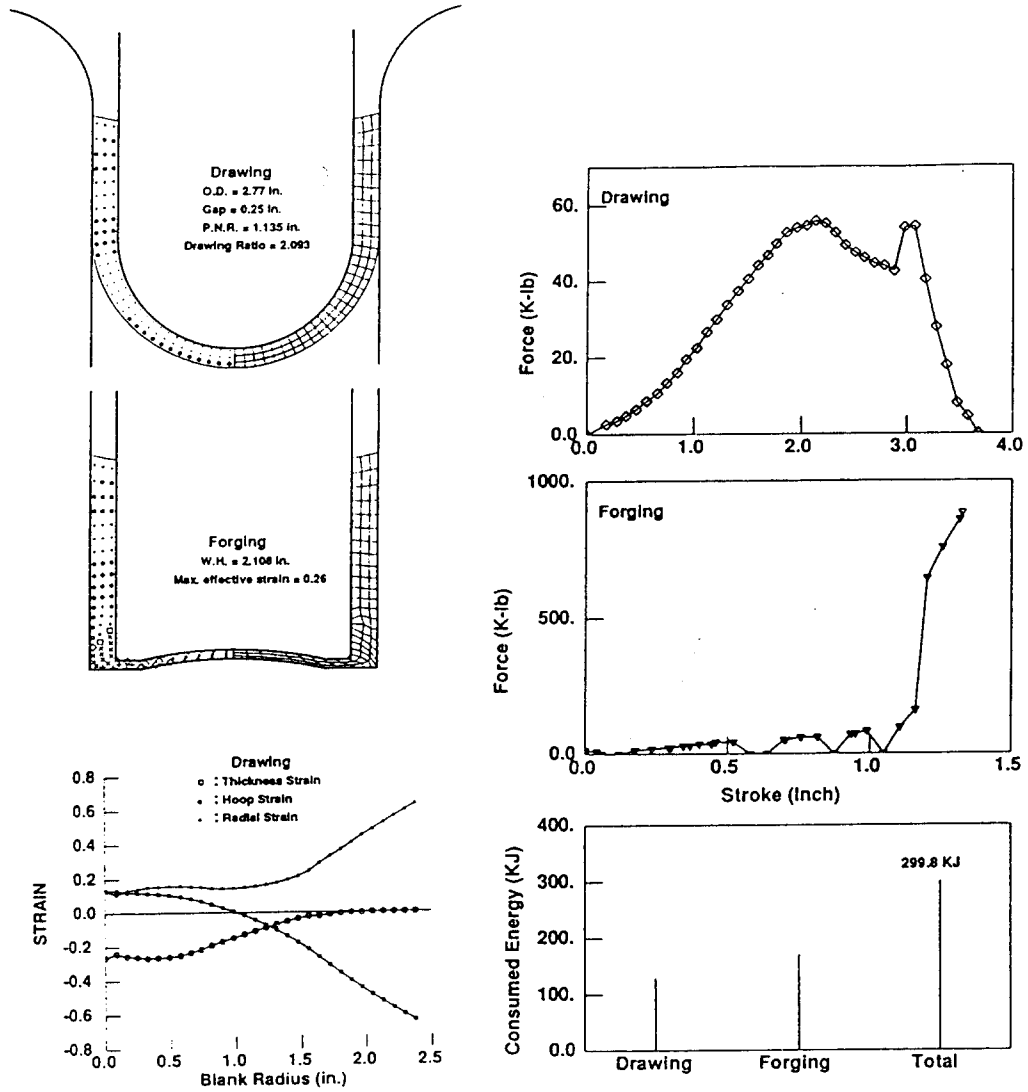 Drawing
O.D. = 2.77 in.
Gap = 0.25 in.
P.N.R. = 1.135 in.
Drawing Ratio = 2.093
Forging
W.H. = 2.108 in.
Max. effective strain = 0.26
Drawing
: Thickness Strain
: Hoop Strain
: Radial Strain
STRAIN
0.8
0.6
0.4
0.2
0.0
-0.2
-0.4
-0.6
-0.8
0.0 0.5 1.0 1.5 2.0 2.5
Blank Radius (in.)
Drawing
Force (K-lb)
60.
40.
20.
0.0
0.0 1.0 2.0 3.0 4.0
Forging
Force (K-lb)
1000.
500.
0.0
0.0 0.5 1.0 1.5
Stroke (Inch)
Consumed Energy (KJ)
400.
300.
200.
100.
0.0
299.8 KJ
Drawing Forging Total